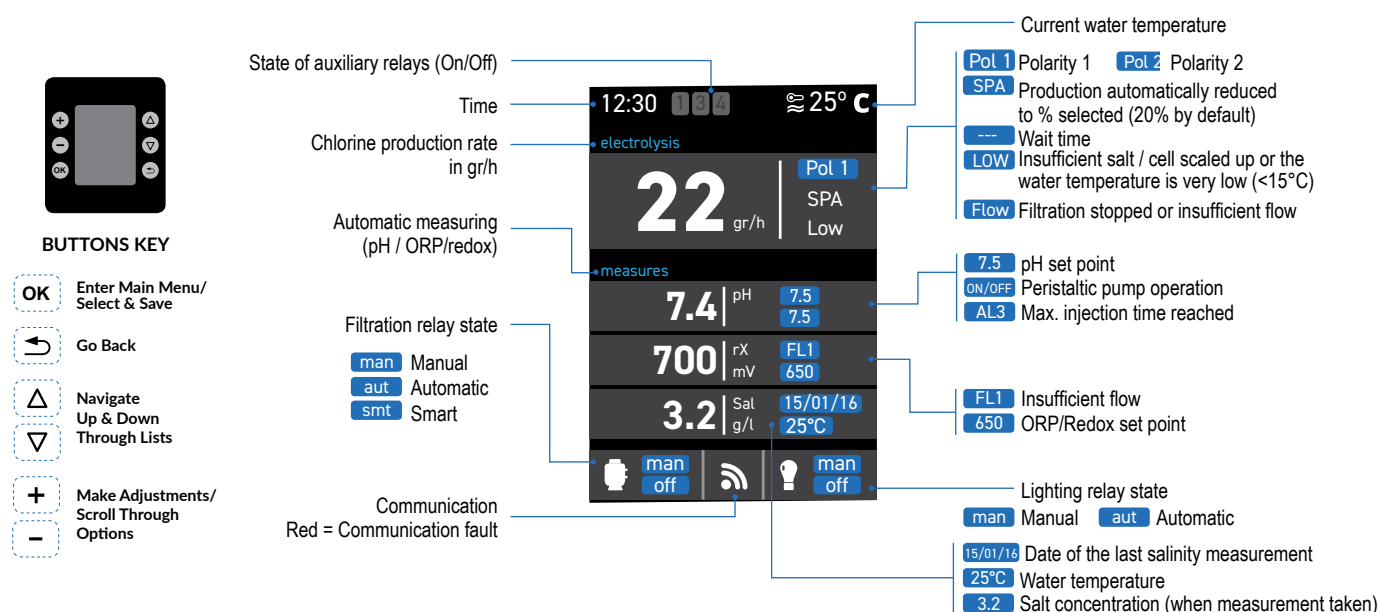 +
-
OK
BUTTONS KEY
OK Enter Main Menu/
Select & Save
Go Back
Navigate
Up & Down
Through Lists
+ Make Adjustments/
Scroll Through
- Options
State of auxiliary relays (On/Off)
Time
Chlorine production rate
in gr/h
Automatic measuring
(pH / ORP/redox)
Filtration relay state
man Manual
aut Automatic
smt Smart
Communication
Red = Communication fault
12:30 1 3 4 25° C
electrolysis
22 gr/h
Pol 1
SPA
Low
measures
7.4 pH 7.5
7.5
700 rX FL1
mV 650
3.2 Sal 15/01/16
g/l 25°C
man
off
man
off
Current water temperature
Pol 1 Polarity 1 Pol 2 Polarity 2
SPA Production automatically reduced
to % selected (20% by default)
--- Wait time
LOW Insufficient salt / cell scaled up or the
water temperature is very low (<15°C)
Flow Filtration stopped or insufficient flow
7.5 pH set point
ON/OFF Peristaltic pump operation
AL3 Max. injection time reached
FL1 Insufficient flow
650 ORP/Redox set point
Lighting relay state
man Manual aut Automatic
15/01/16 Date of the last salinity measurement
25°C Water temperature
3.2 Salt concentration (when measurement taken)